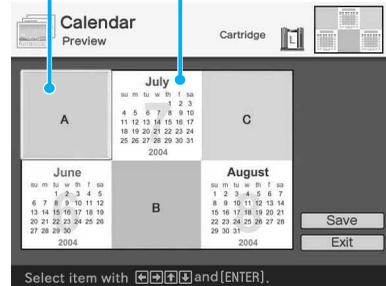 Calendar
Preview
Cartridge
L
A
July
su m tu w th f sa
1 2 3
4 5 6 7 8 9 10
11 12 13 14 15 16 17
18 19 20 21 22 23 24
25 26 27 28 29 30 31
2004
C
June
su m tu w th f sa
1 2 3 4 5
6 7 8 9 10 11 12
13 14 15 16 17 18 19
20 21 22 23 24 25 26
27 28 29 30
2004
B
August
su m tu w th f sa
1 2 3 4 5 6 7
8 9 10 11 12 13 14
15 16 17 18 19 20 21
22 23 24 25 26 27 28
29 30 31
2004
Save
Exit
Select item with [←][→][↑][↓] and [ENTER].